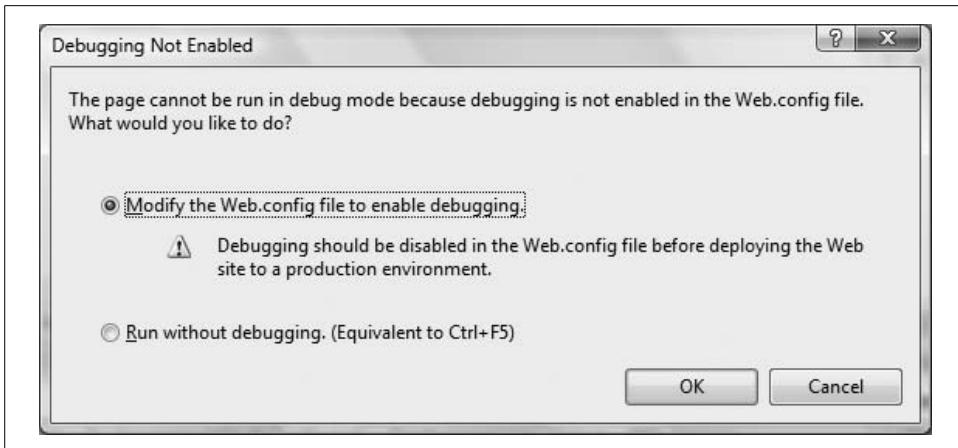 Debugging Not Enabled
The page cannot be run in debug mode because debugging is not enabled in the Web.config file.
What would you like to do?
Modify the Web.config file to enable debugging.
Debugging should be disabled in the Web.config file before deploying the Web
site to a production environment.
Run without debugging. (Equivalent to Ctrl+F5)
OK
Cancel